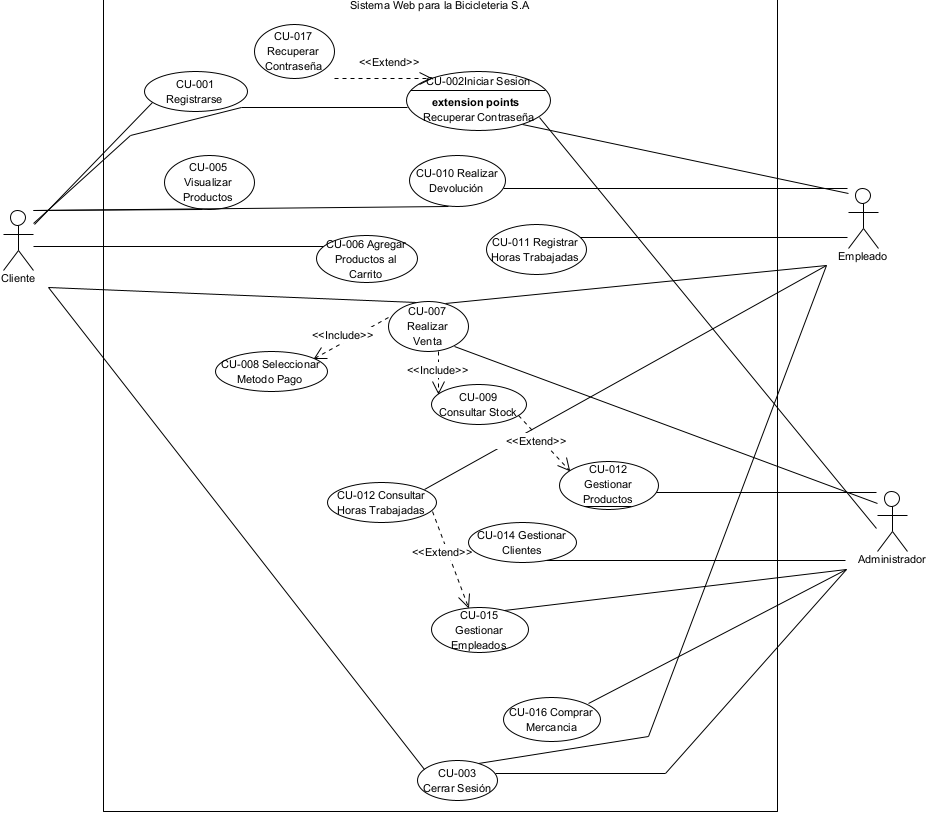 Sistema Web para la Bicicleteria S.A
CU-017
Recuperar
Contraseña
<<Extend>>
CU-001
Registrarse
CU-002Iniciar Sesión
extension points
Recuperar Contraseña
CU-005
Visualizar
Productos
CU-010 Realizar
Devolución
Cliente
Empleado
CU-006 Agregar
Productos al
Carrito
CU-011 Registrar
Horas Trabajadas
CU-007
Realizar
Venta
<<Include>>
CU-008 Seleccionar
Metodo Pago
<<Include>>
CU-009
Consultar Stock
<<Extend>>
CU-012
Gestionar
Productos
CU-012 Consultar
Horas Trabajadas
CU-014 Gestionar
Clientes
<<Extend>>
Administrador
CU-015
Gestionar
Empleados
CU-016 Comprar
Mercancia
CU-003
Cerrar Sesión